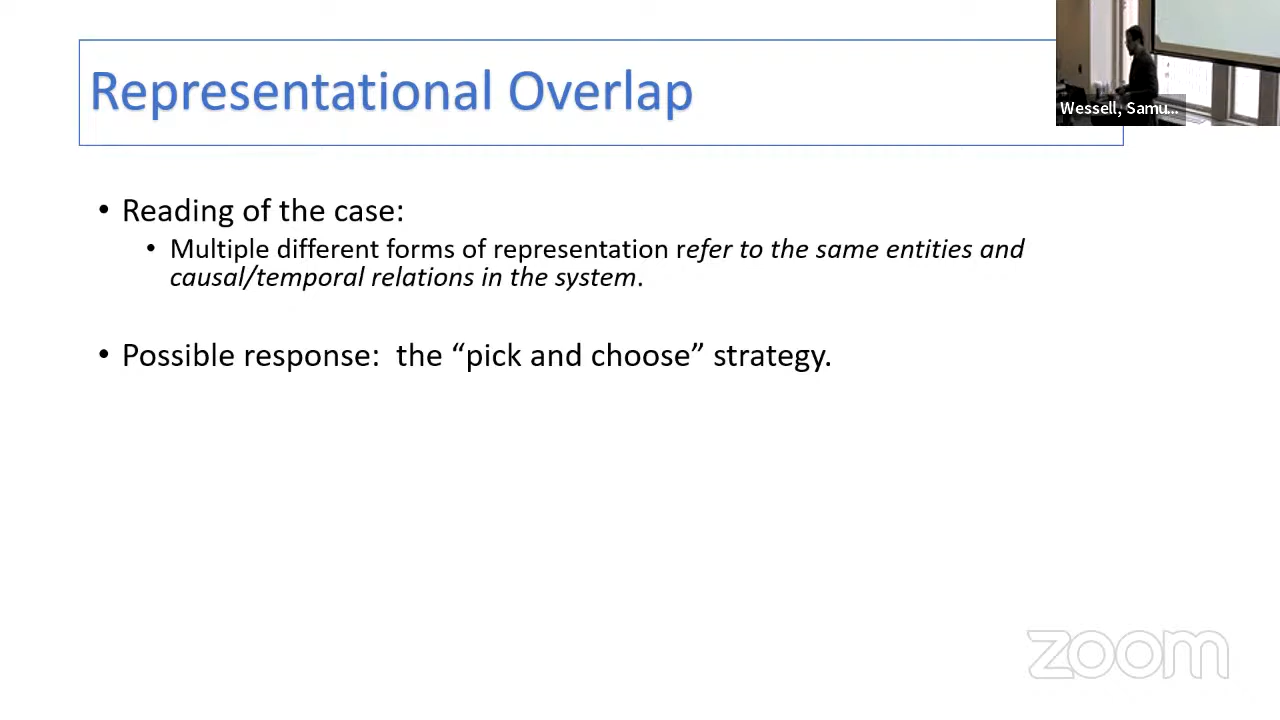 Representational Overlap
Wessell, Samu...
• Reading of the case:
• Multiple different forms of representation refer to the same entities and
causal/temporal relations in the system.
• Possible response:  the “pick and choose” strategy.
zoom